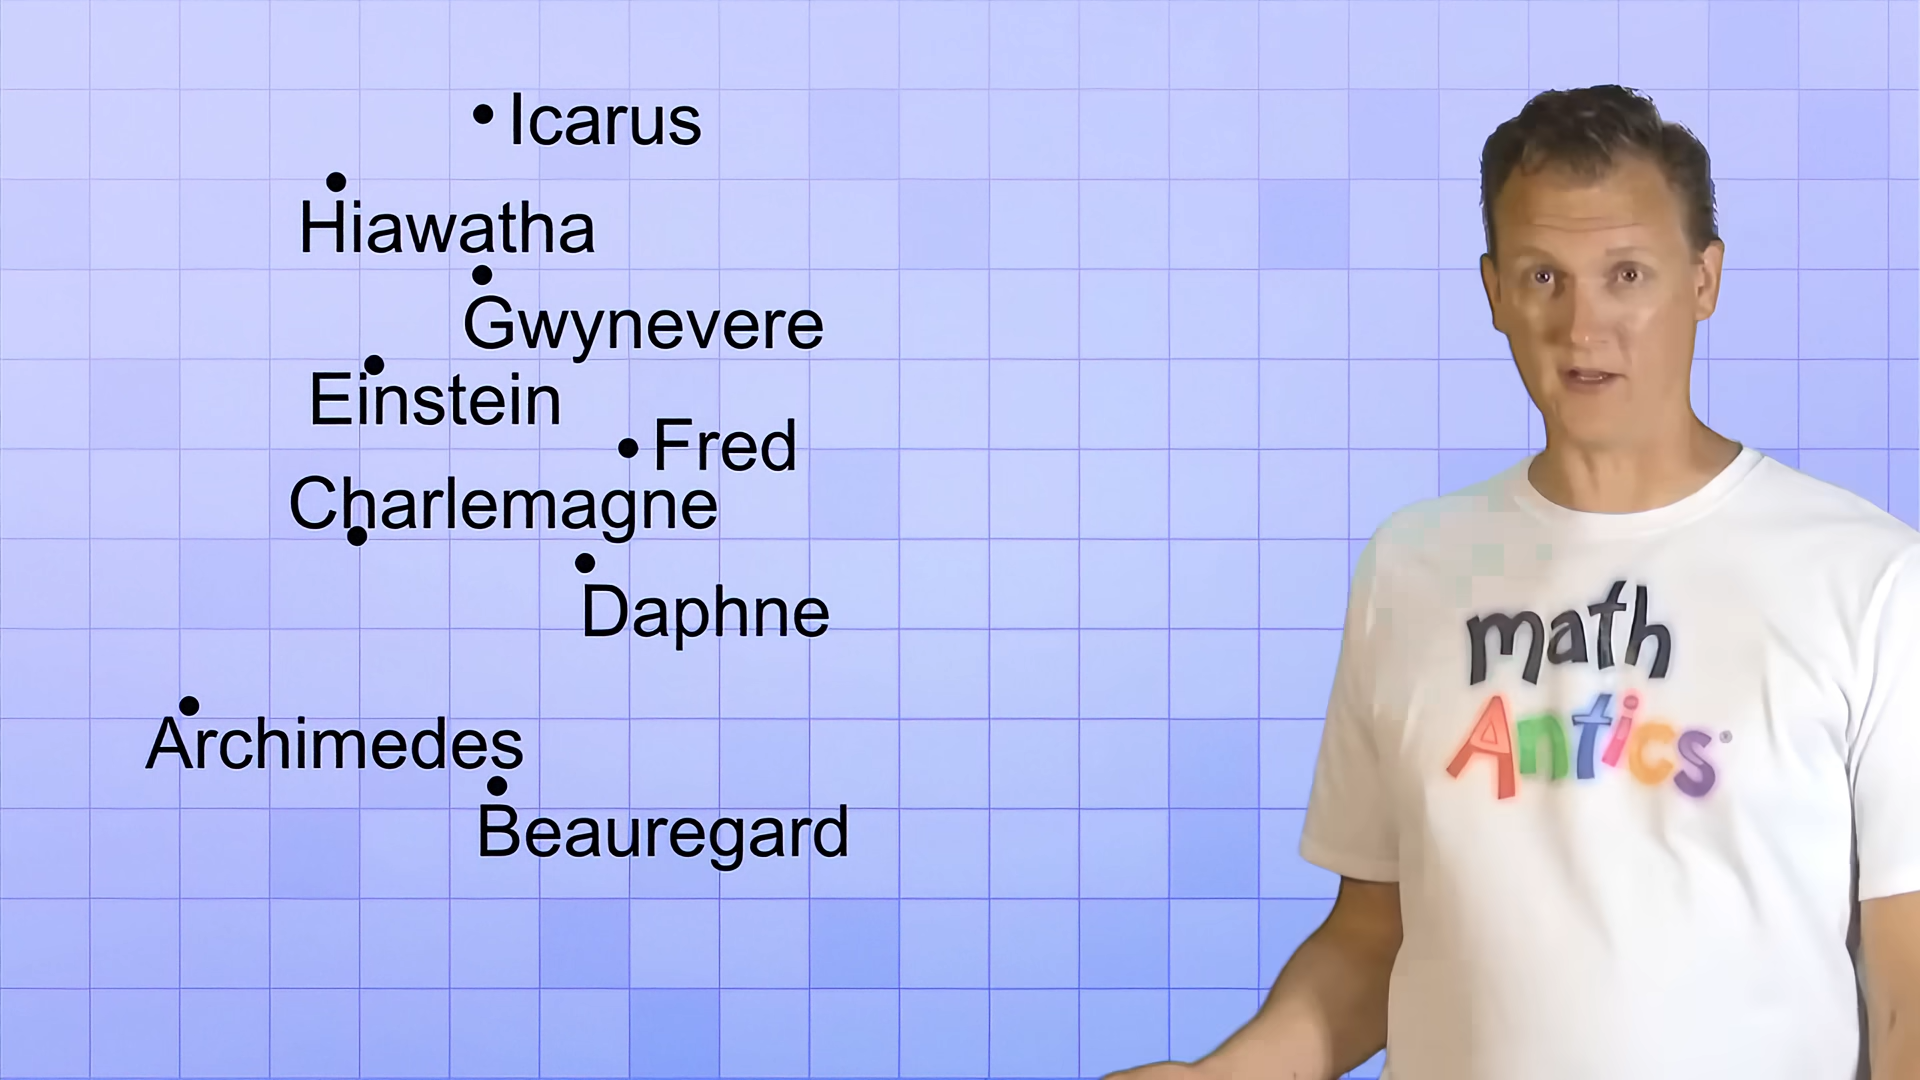 Icarus
Hiawatha
Gwynevere
Einstein
Fred
Charlemagne
Daphne
Archimedes
Beauregard
math
Antics